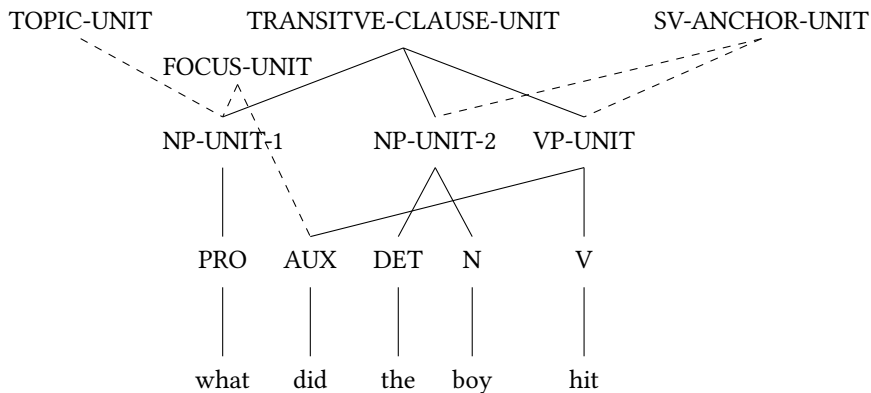 TOPIC-UNIT TRANSITVE-CLAUSE-UNIT SV-ANCHOR-UNIT
FOCUS-UNIT
NP-UNIT-1 NP-UNIT-2 VP-UNIT
PRO AUX DET N V
what did the boy hit